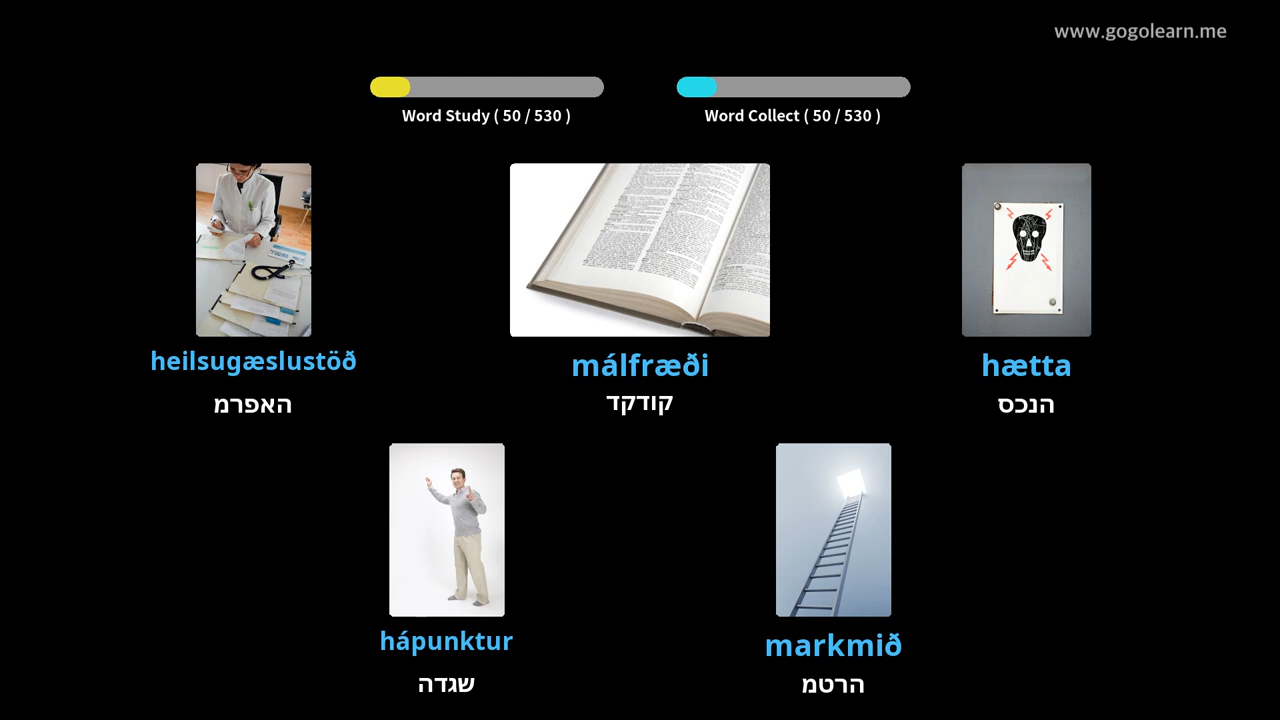 www.gogolearn.me
Word Study ( 50 / 530 )
Word Collect ( 50 / 530 )
heilsugæslustöð
האפרמ
málfræði
קודקד
hætta
הנכס
hápunktur
שגדה
markmið
הרטמ